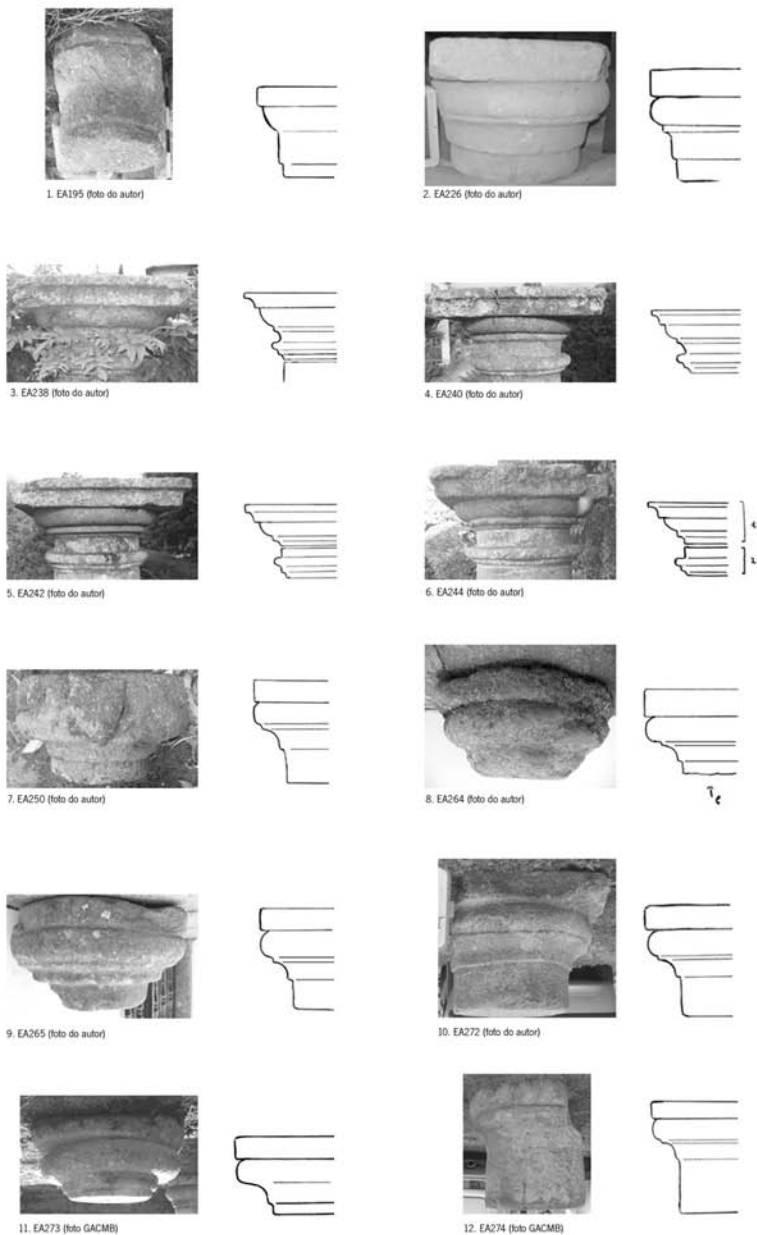 1. EA195 (foto do autor)
2. EA226 (foto do autor)
3. EA238 (foto do autor)
4. EA240 (foto do autor)
5. EA242 (foto do autor)
6. EA244 (foto do autor)
7. EA250 (foto do autor)
8. EA264 (foto do autor)
9. EA265 (foto do autor)
10. EA272 (foto do autor)
11. EA273 (foto GACMB)
12. EA274 (foto GACMB)